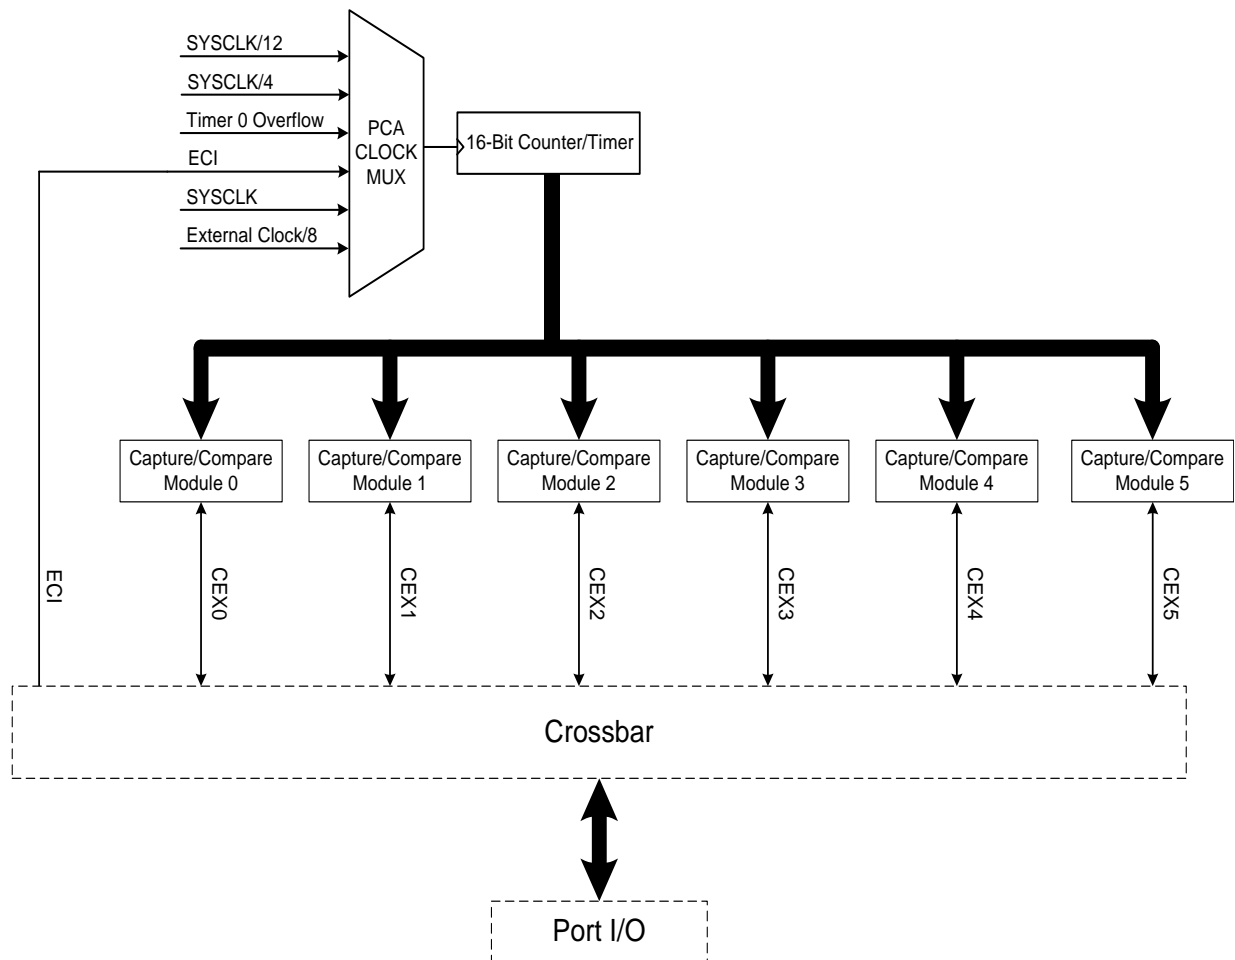 SYSCLK/12
SYSCLK/4
Timer 0 Overflow
ECI
SYSCLK
External Clock/8
PCA
CLOCK
MUX
16-Bit Counter/Timer
Capture/Compare
Module 0
Capture/Compare
Module 1
Capture/Compare
Module 2
Capture/Compare
Module 3
Capture/Compare
Module 4
Capture/Compare
Module 5
ECI
CEX0
CEX1
CEX2
CEX3
CEX4
CEX5
Crossbar
Port I/O